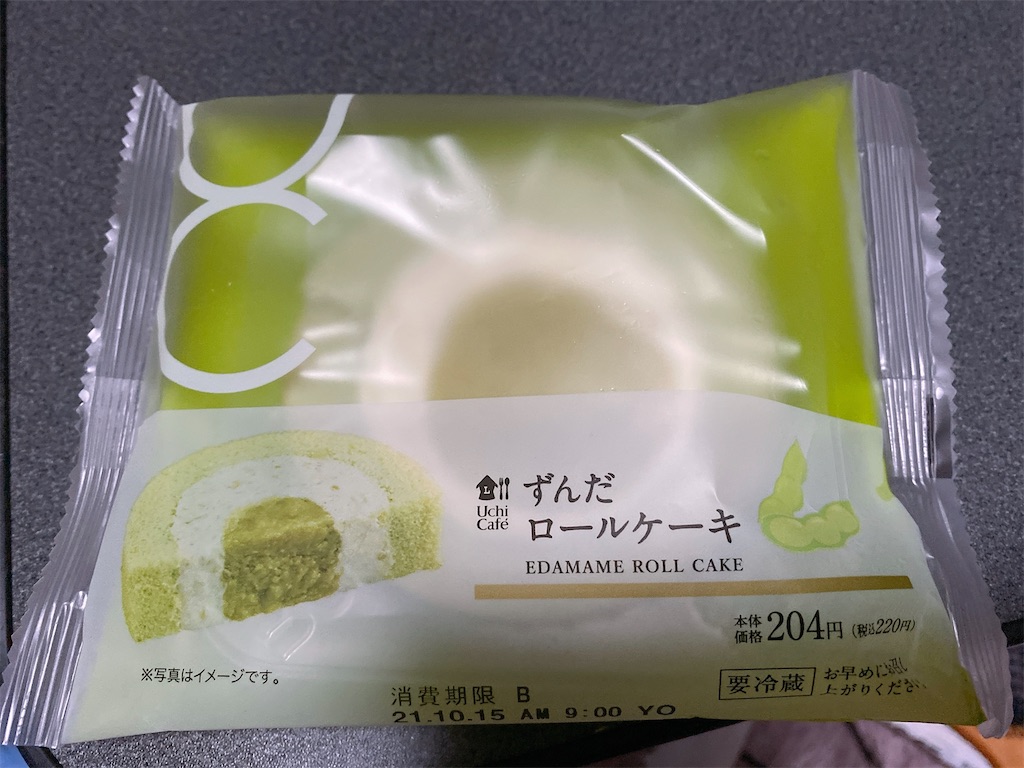 Uchi
Café
ずんだ
ロールケーキ
EDAMAME ROLL CAKE
本体
価格 204円 (税込220円)
※写真はイメージです。
要冷蔵
お早めにお召し
上がりください
消費期限 B
21.10.15 AM 9:00 YO